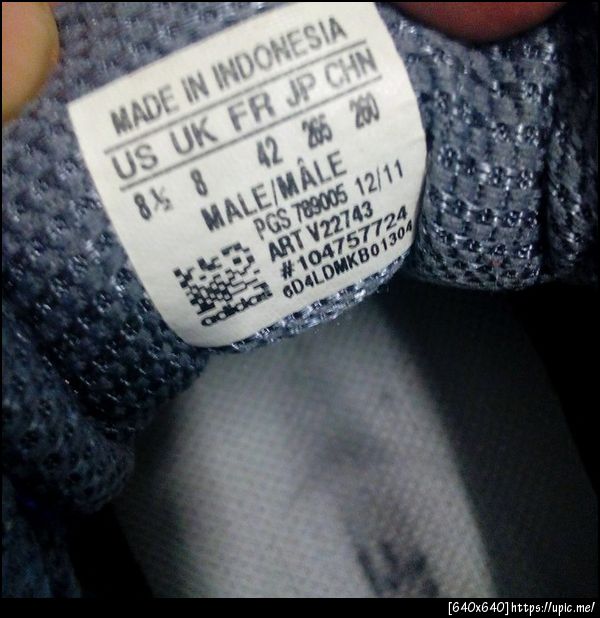 MADE IN INDONESIA
US UK FR JP CHN
8½ 8 42 265 260
MALE/MÂLE
PGS 789005 12/11
ART V22743
#104757724
6D4LDMKB01304
adidas
[640x640]https://upic.me/